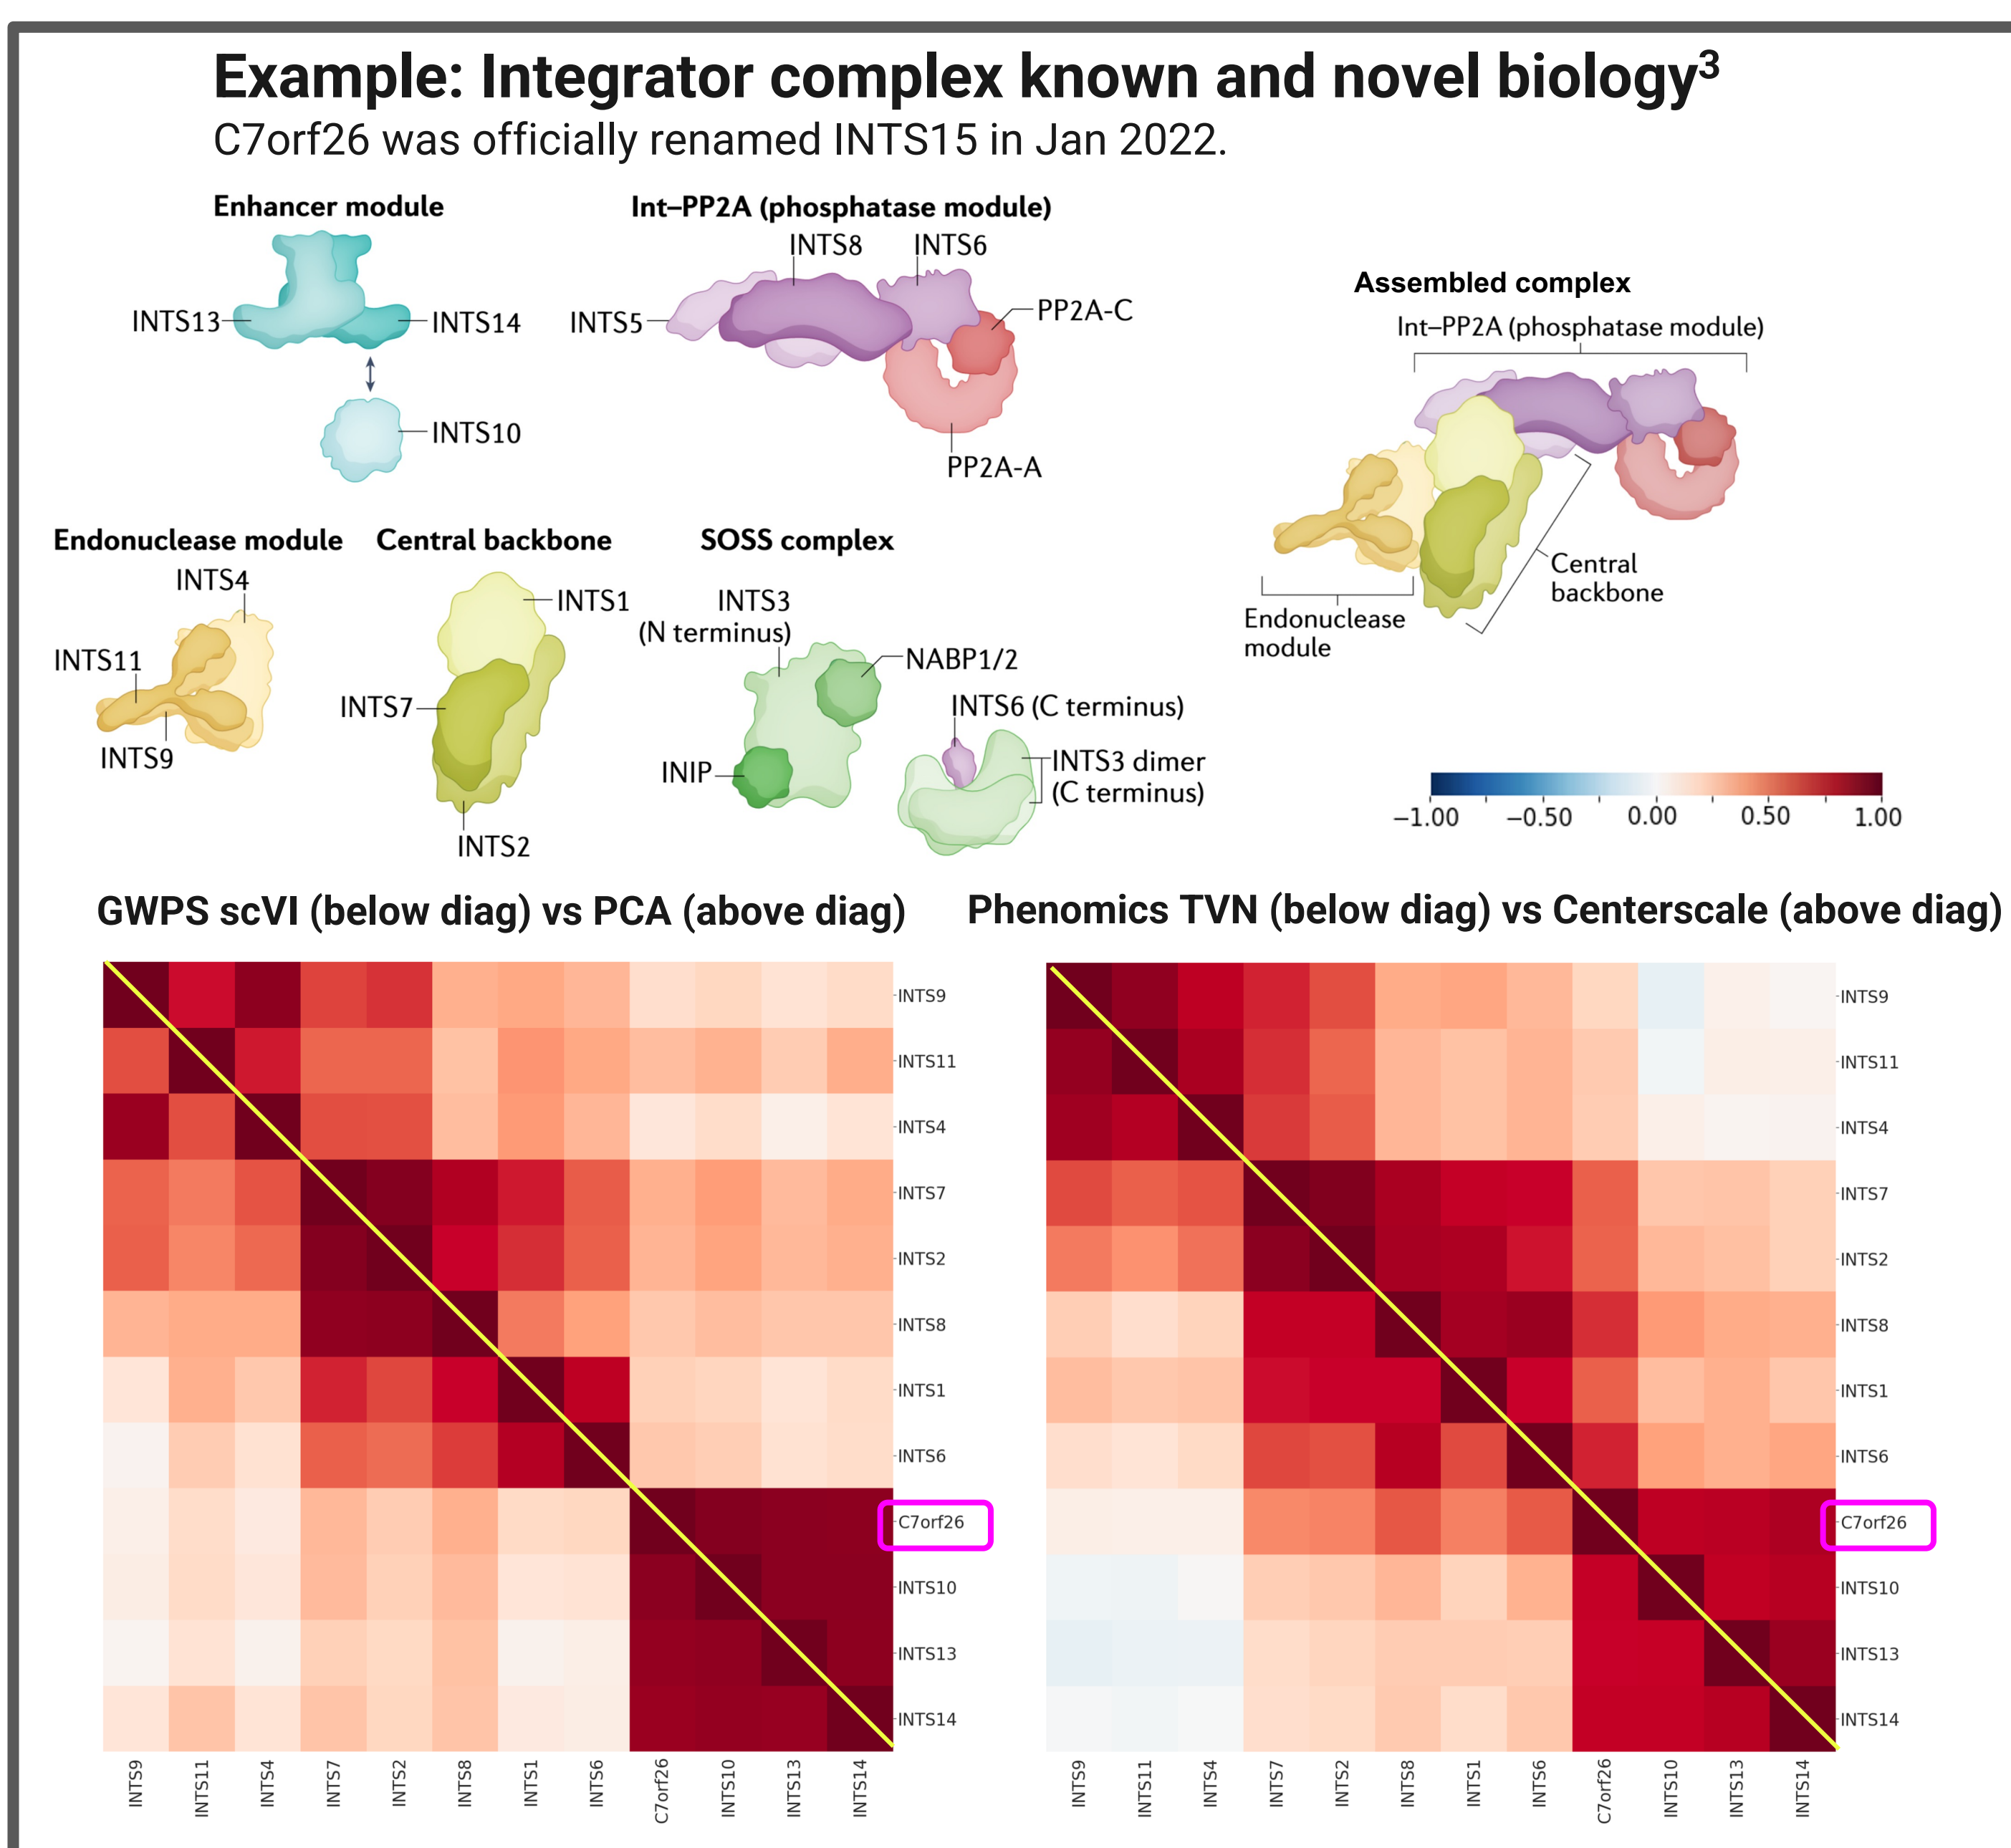 Example: Integrator complex known and novel biology³
C7orf26 was officially renamed INTS15 in Jan 2022.
Enhancer module
INTS13
INTS14
INTS10
Int–PP2A (phosphatase module)
INTS8
INTS6
INTS5
PP2A-C
PP2A-A
Assembled complex
Int–PP2A (phosphatase module)
Central
backbone
Endonuclease
module
Endonuclease module
INTS4
INTS11
INTS9
Central backbone
INTS1
INTS7
INTS2
SOSS complex
INTS3
(N terminus)
NABP1/2
INIP
INTS6 (C terminus)
INTS3 dimer
(C terminus)
−1.00 −0.50 0.00 0.50 1.00
GWPS scVI (below diag) vs PCA (above diag)
INTS9
INTS11
INTS4
INTS7
INTS2
INTS8
INTS1
INTS6
C7orf26
INTS10
INTS13
INTS14
INTS9 INTS11 INTS4 INTS7 INTS2 INTS8 INTS1 INTS6 C7orf26 INTS10 INTS13 INTS14
Phenomics TVN (below diag) vs Centerscale (above diag)
INTS9
INTS11
INTS4
INTS7
INTS2
INTS8
INTS1
INTS6
C7orf26
INTS10
INTS13
INTS14
INTS9 INTS11 INTS4 INTS7 INTS2 INTS8 INTS1 INTS6 C7orf26 INTS10 INTS13 INTS14